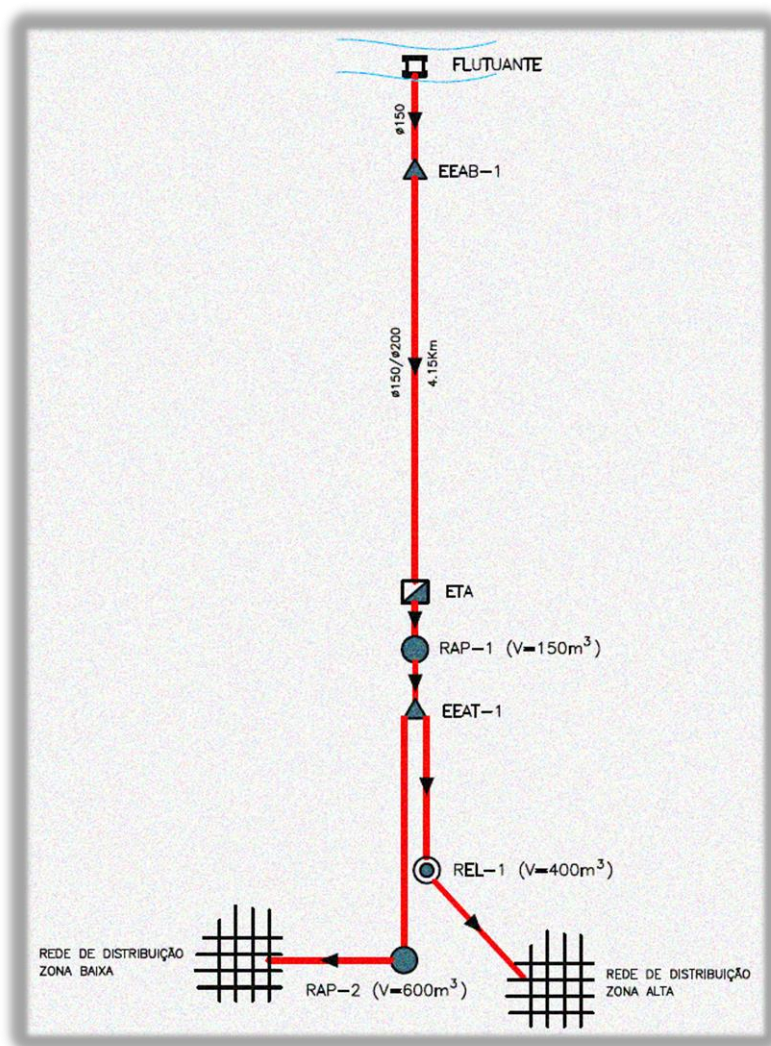 FLUTUANTE
ø150
EEAB-1
ø150/ø200
4.15Km
ETA
RAP-1 (V=150m³)
EEAT-1
REL-1 (V=400m³)
REDE DE DISTRIBUIÇÃO
ZONA BAIXA
RAP-2 (V=600m³)
REDE DE DISTRIBUIÇÃO
ZONA ALTA